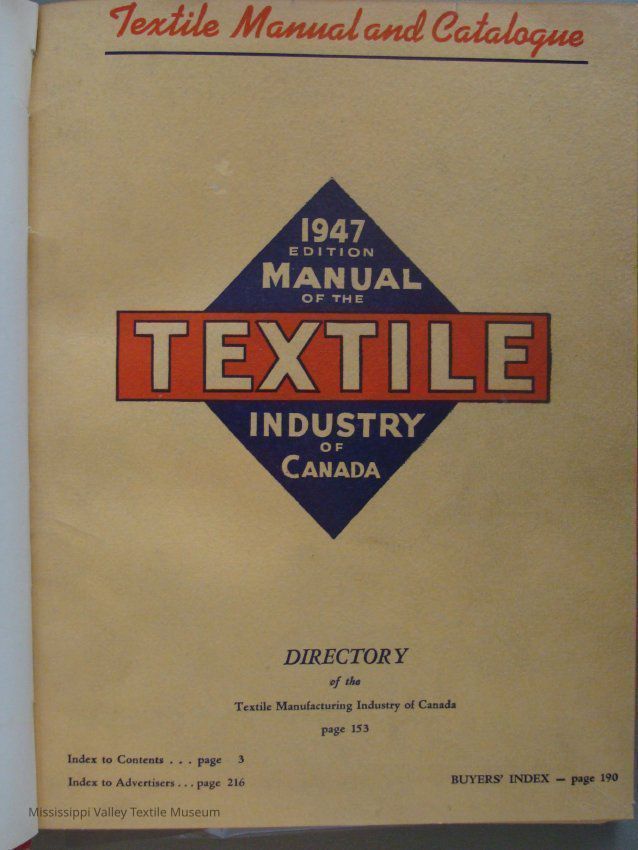 Textile Manual and Catalogue
1947
EDITION
MANUAL
OF THE
TEXTILE
INDUSTRY
OF
CANADA
DIRECTORY
of the
Textile Manufacturing Industry of Canada
page 153
Index to Contents . . . page 3
Index to Advertisers . . . page 216
BUYERS' INDEX — page 190
Mississippi Valley Textile Museum